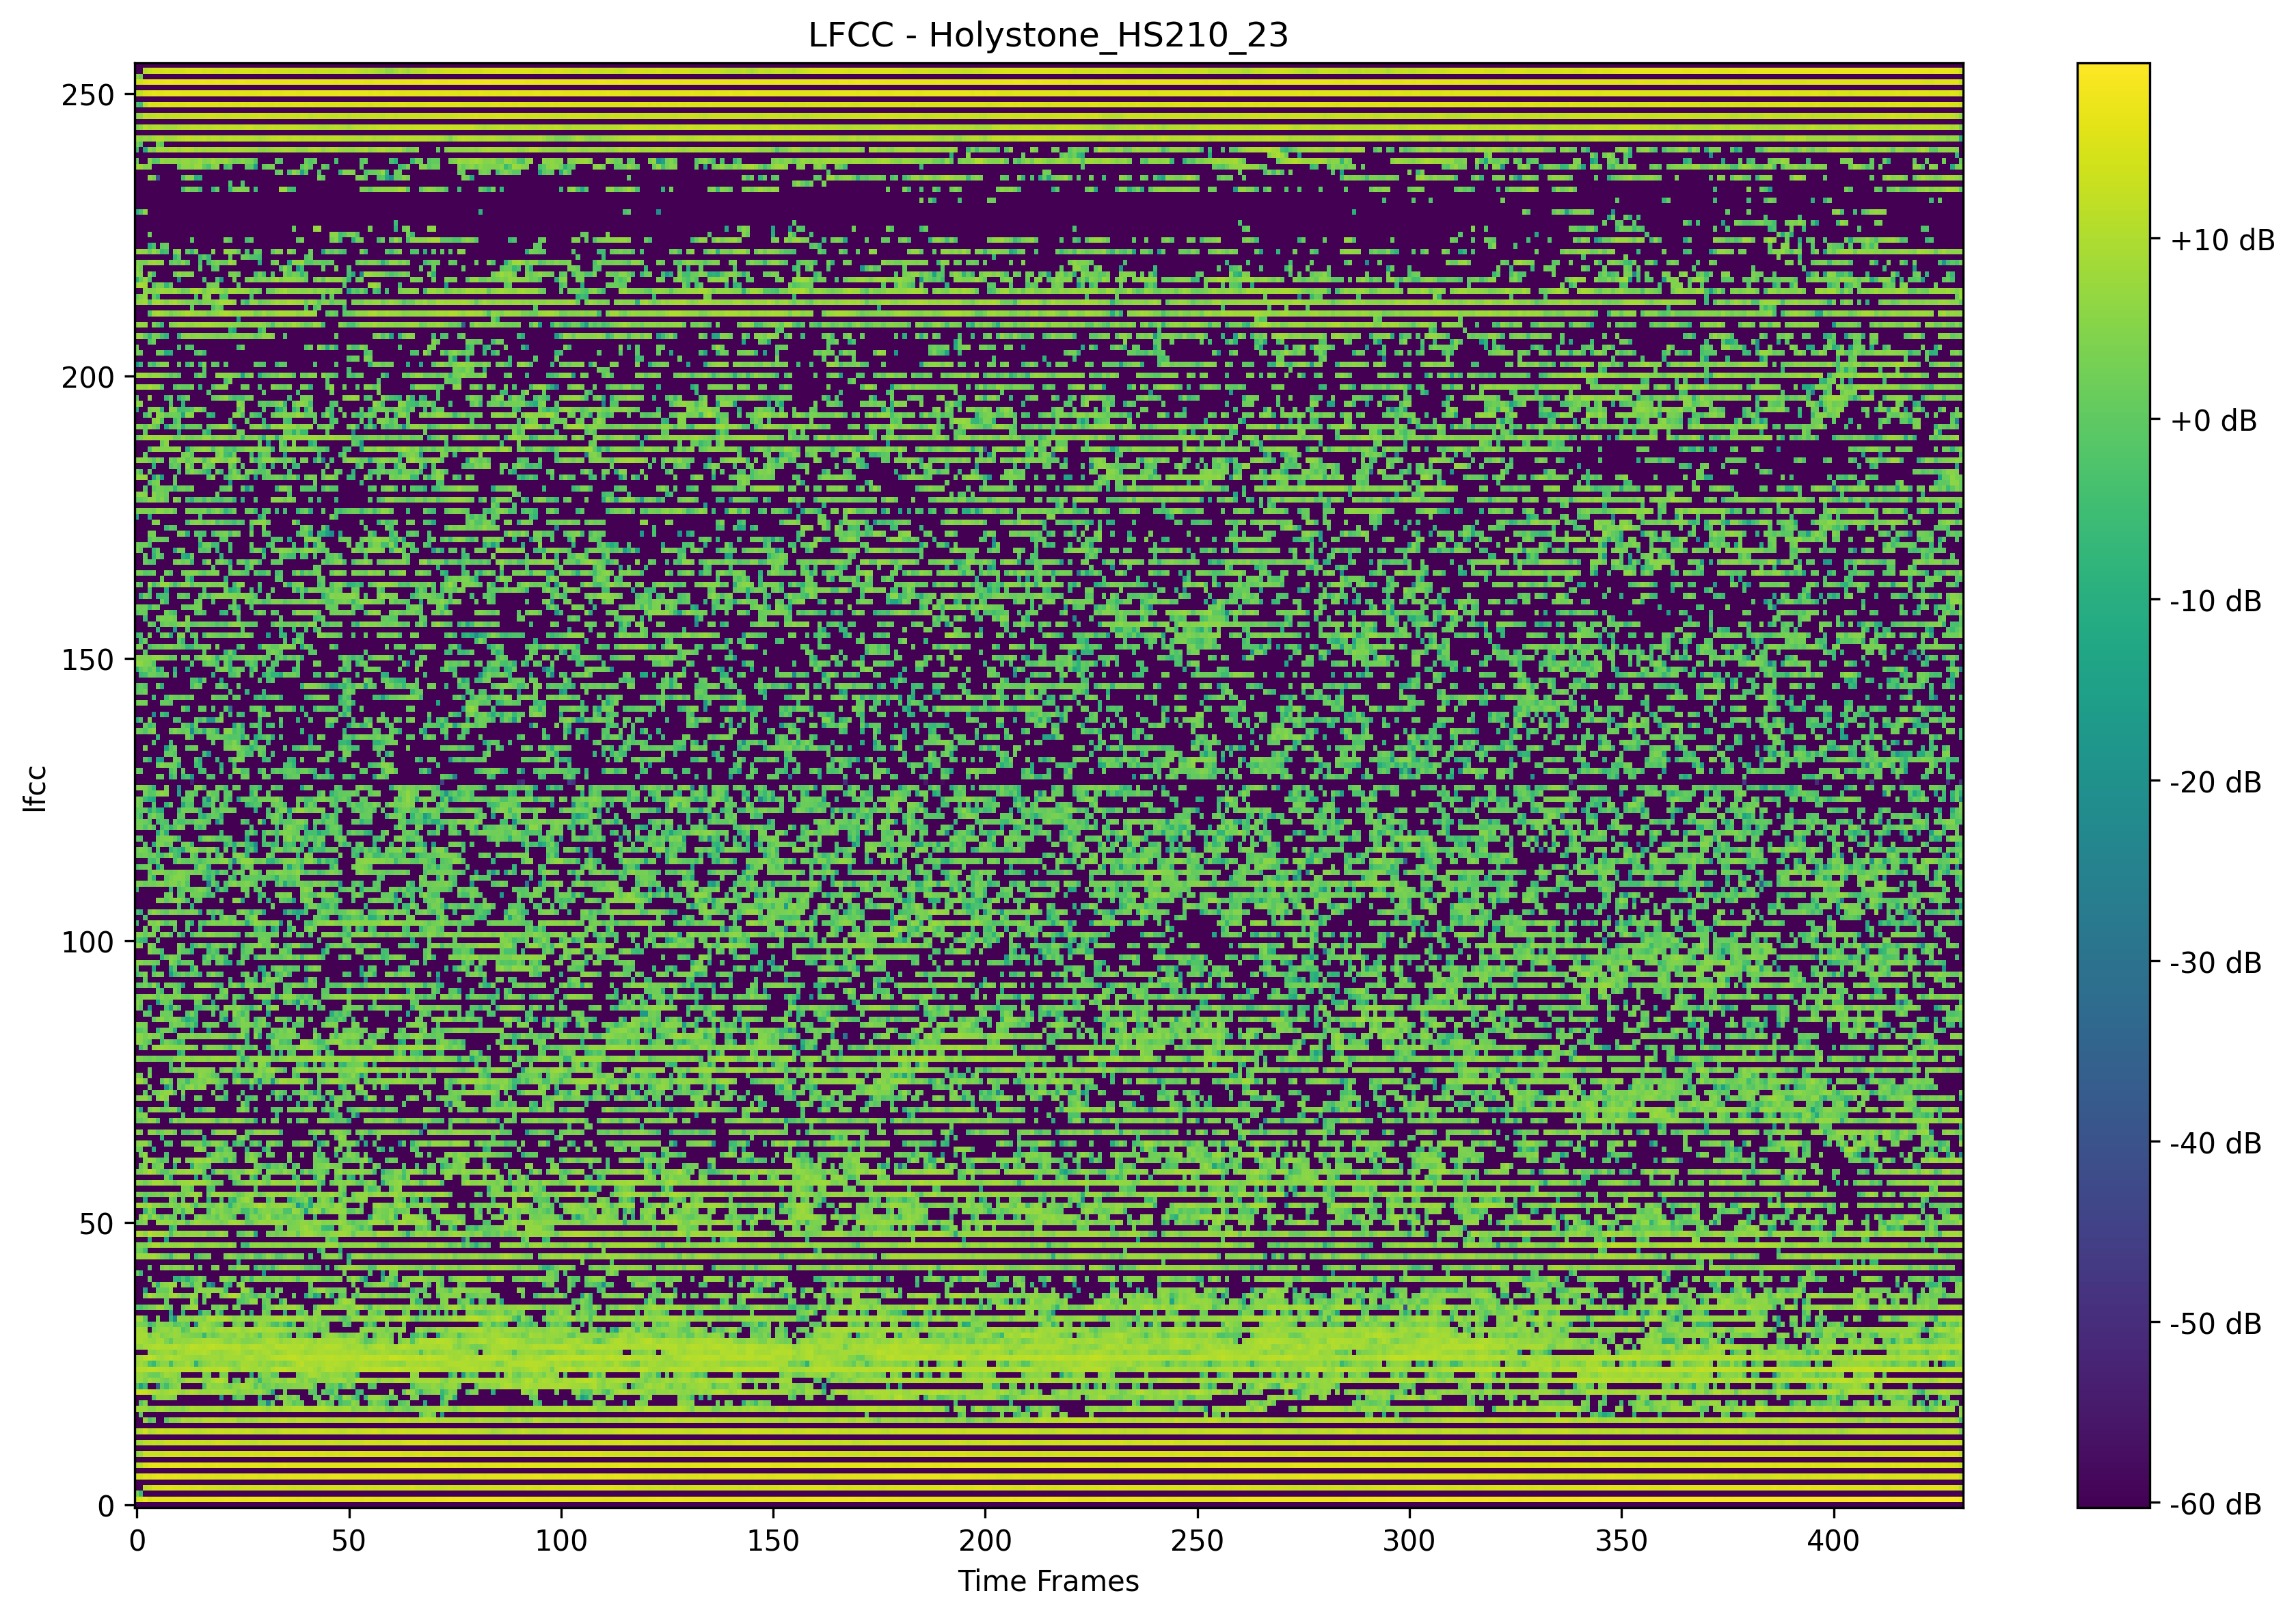 LFCC - Holystone_HS210_23
250
200
150
100
50
0
lfcc
0 50 100 150 200 250 300 350 400
Time Frames
+10 dB
+0 dB
-10 dB
-20 dB
-30 dB
-40 dB
-50 dB
-60 dB